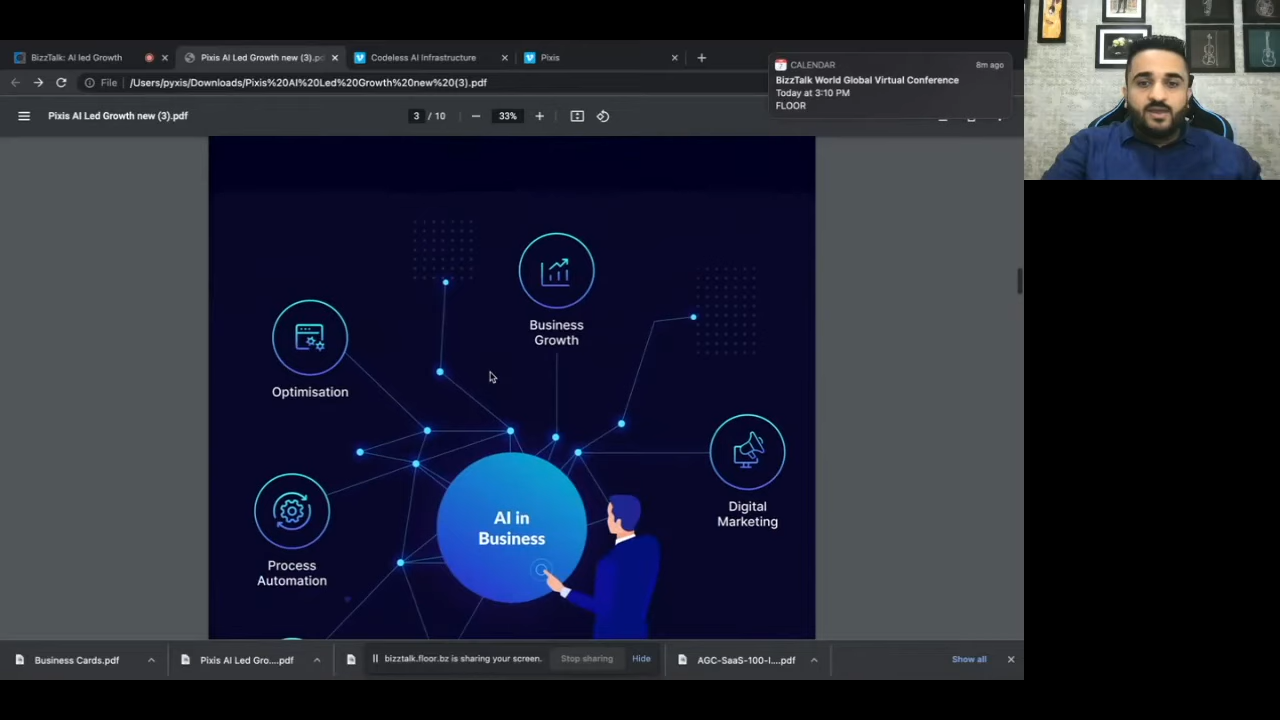 BizzTalk: AI led Growth
Pixis AI Led Growth new (3).pd
Codeless AI Infrastructure
Pixis
File
/Users/pyxis/Downloads/Pixis%20AI%20Led%20Growth%20new%20(3).pdf
CALENDAR
8m ago
BizzTalk World Global Virtual Conference
Today at 3:10 PM
FLOOR
Pixis AI Led Growth new (3).pdf
3 / 10
33%
Business
Growth
Optimisation
Digital
Marketing
AI in
Business
Process
Automation
Business Cards.pdf
Pixis AI Led Gro....pdf
bizztalk.floor.bz is sharing your screen.
Stop sharing
Hide
AGC-SaaS-100-I....pdf
Show all